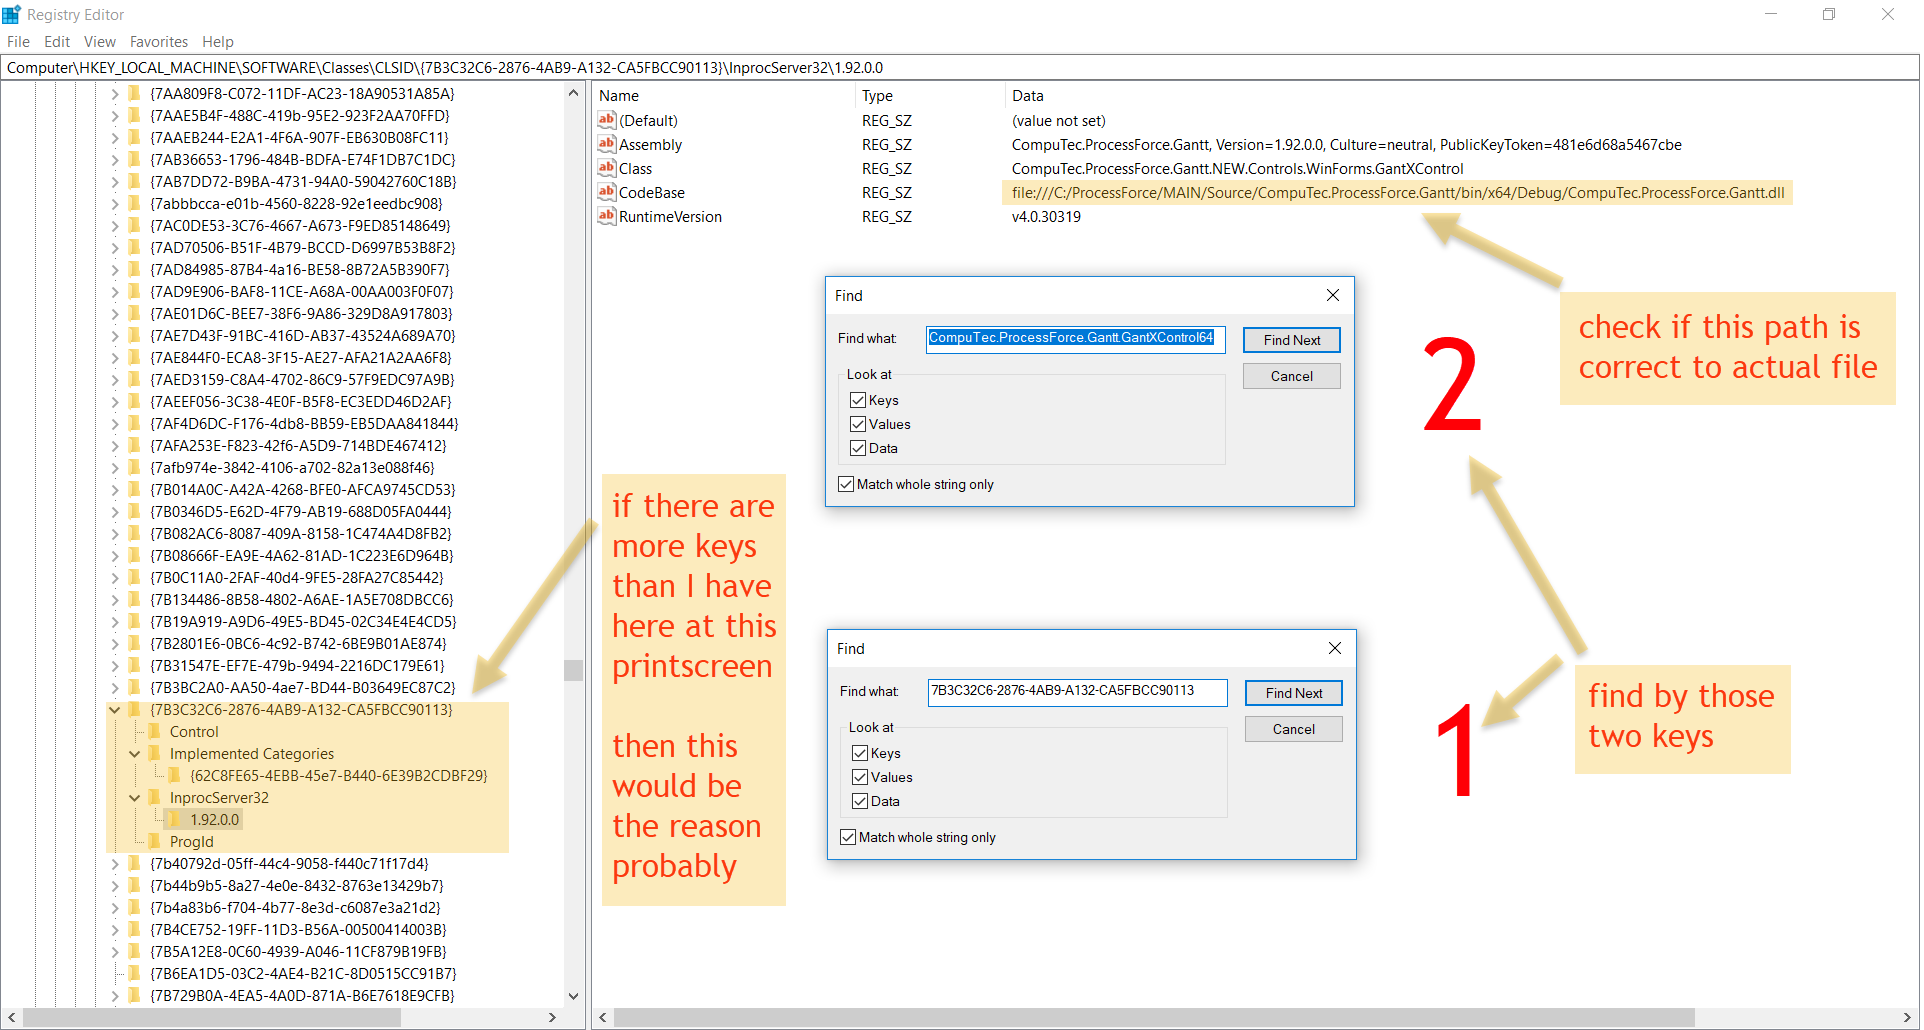 Registry Editor
File Edit View Favorites Help
Computer\HKEY_LOCAL_MACHINE\SOFTWARE\Classes\CLSID\{7B3C32C6-2876-4AB9-A132-CA5FBCC90113}\InprocServer32\1.92.0.0
{7AA809F8-C072-11DF-AC23-18A90531A85A}
{7AAE5B4F-488C-419b-95E2-923F2AA70FFD}
{7AAEB244-E2A1-4F6A-907F-EB630B08FC11}
{7AB36653-1796-484B-BDFA-E74F1DB7C1DC}
{7AB7DD72-B9BA-4731-94A0-59042760C18B}
{7abbbcca-e01b-4560-8228-92e1eedbc908}
{7AC0DE53-3C76-4667-A673-F9ED85148649}
{7AD70506-B51F-4B79-BCCD-D6997B53B8F2}
{7AD84985-87B4-4a16-BE58-8B72A5B390F7}
{7AD9E906-BAF8-11CE-A68A-00AA003F0F07}
{7AE01D6C-BEE7-38F6-9A86-329D8A917803}
{7AE7D43F-91BC-416D-AB37-43524A689A70}
{7AE844F0-ECA8-3F15-AE27-AFA21A2AA6F8}
{7AED3159-C8A4-4702-86C9-57F9EDC97A9B}
{7AEEF056-3C38-4E0F-B5F8-EC3EDD46D2AF}
{7AF4D6DC-F176-4db8-BB59-EB5DAA841844}
{7AFA253E-F823-42f6-A5D9-714BDE467412}
{7afb974e-3842-4106-a702-82a13e088f46}
{7B014A0C-A42A-4268-BFE0-AFCA9745CD53}
{7B0346D5-E62D-4F79-AB19-688D05FA0444}
{7B082AC6-8087-409A-8158-1C474A4D8FB2}
{7B08666F-EA9E-4A62-81AD-1C223E6D964B}
{7B0C11A0-2FAF-40d4-9FE5-28FA27C85442}
{7B134486-8B58-4802-A6AE-1A5E708DBCC6}
{7B19A919-A9D6-49E5-BD45-02C34E4E4CD5}
{7B2801E6-0BC6-4c92-B742-6BE9B01AE874}
{7B31547E-EF7E-479b-9494-2216DC179E61}
{7B3BC2A0-AA50-4ae7-BD44-B03649EC87C2}
{7B3C32C6-2876-4AB9-A132-CA5FBCC90113}
Control
Implemented Categories
{62C8FE65-4EBB-45e7-B440-6E39B2CDBF29}
InprocServer32
1.92.0.0
ProgId
{7b40792d-05ff-44c4-9058-f440c71f17d4}
{7b44b9b5-8a27-4e0e-8432-8763e13429b7}
{7b4a83b6-f704-4b77-8e3d-c6087e3a21d2}
{7B4CE752-19FF-11D3-B56A-00500414003B}
{7B5A12E8-0C60-4939-A046-11CF879B19FB}
{7B6EA1D5-03C2-4AE4-B21C-8D0515CC91B7}
{7B729B0A-4EA5-4A0D-871A-B6E7618E9CFB}
Name Type Data
(Default) REG_SZ (value not set)
Assembly REG_SZ CompuTec.ProcessForce.Gantt, Version=1.92.0.0, Culture=neutral, PublicKeyToken=481e6d68a5467cbe
Class REG_SZ CompuTec.ProcessForce.Gantt.NEW.Controls.WinForms.GantXControl
CodeBase REG_SZ file:///C:/ProcessForce/MAIN/Source/CompuTec.ProcessForce.Gantt/bin/x64/Debug/CompuTec.ProcessForce.Gantt.dll
RuntimeVersion REG_SZ v4.0.30319
check if this path is
correct to actual file
Find
Find what: CompuTec.ProcessForce.Gantt.GantXControl64 Find Next
Cancel
Look at
Keys
Values
Data
Match whole string only
2
if there are
more keys
than I have
here at this
printscreen
then this
would be
the reason
probably
Find
Find what: 7B3C32C6-2876-4AB9-A132-CA5FBCC90113 Find Next
Cancel
Look at
Keys
Values
Data
Match whole string only
1
find by those
two keys